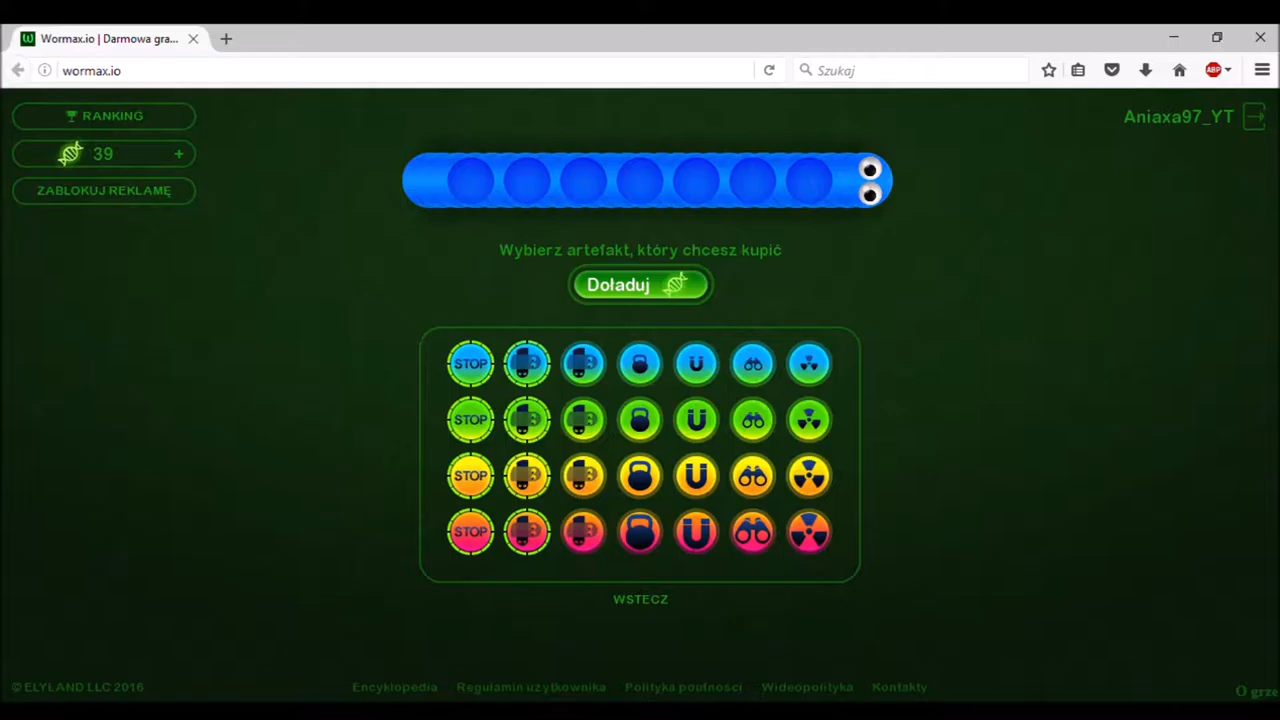 Wormax.io | Darmowa gra...
wormax.io
Szukaj
ABP
RANKING
39 +
ZABLOKUJ REKLAMĘ
Aniaxa97_YT
Wybierz artefakt, który chcesz kupić
Doładuj
STOP
STOP
STOP
STOP
WSTECZ
© ELYLAND LLC 2016
Encyklopedia Regulamin użytkownika Polityka poufności Wideopolityka Kontakty
O grze